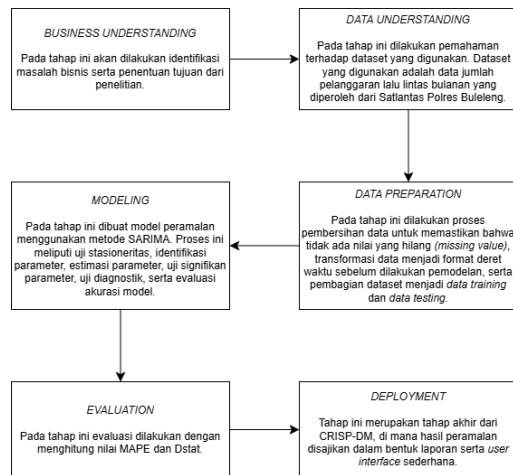 BUSINESS UNDERSTANDING
Pada tahap ini akan dilakukan identifikasi
masalah bisnis serta penentuan tujuan dari
penelitian.
DATA UNDERSTANDING
Pada tahap ini dilakukan pemahaman
terhadap dataset yang digunakan. Dataset
yang digunakan adalah data jumlah
pelanggaran lalu lintas bulanan yang
diperoleh dari Satlantas Polres Buleleng.
DATA PREPARATION
Pada tahap ini dilakukan proses
pembersihan data untuk memastikan bahwa
tidak ada nilai yang hilang (missing value),
transformasi data menjadi format deret
waktu sebelum dilakukan pemodelan, serta
pembagian dataset menjadi data training
dan data testing.
MODELING
Pada tahap ini dibuat model peramalan
menggunakan metode SARIMA. Proses ini
meliputi uji stasioneritas, identifikasi
parameter, estimasi parameter, uji signifikan
parameter, uji diagnostik, serta evaluasi
akurasi model.
EVALUATION
Pada tahap ini evaluasi dilakukan dengan
menghitung nilai MAPE dan Dstat.
DEPLOYMENT
Tahap ini merupakan tahap akhir dari
CRISP-DM, di mana hasil peramalan
disajikan dalam bentuk laporan serta user
interface sederhana.